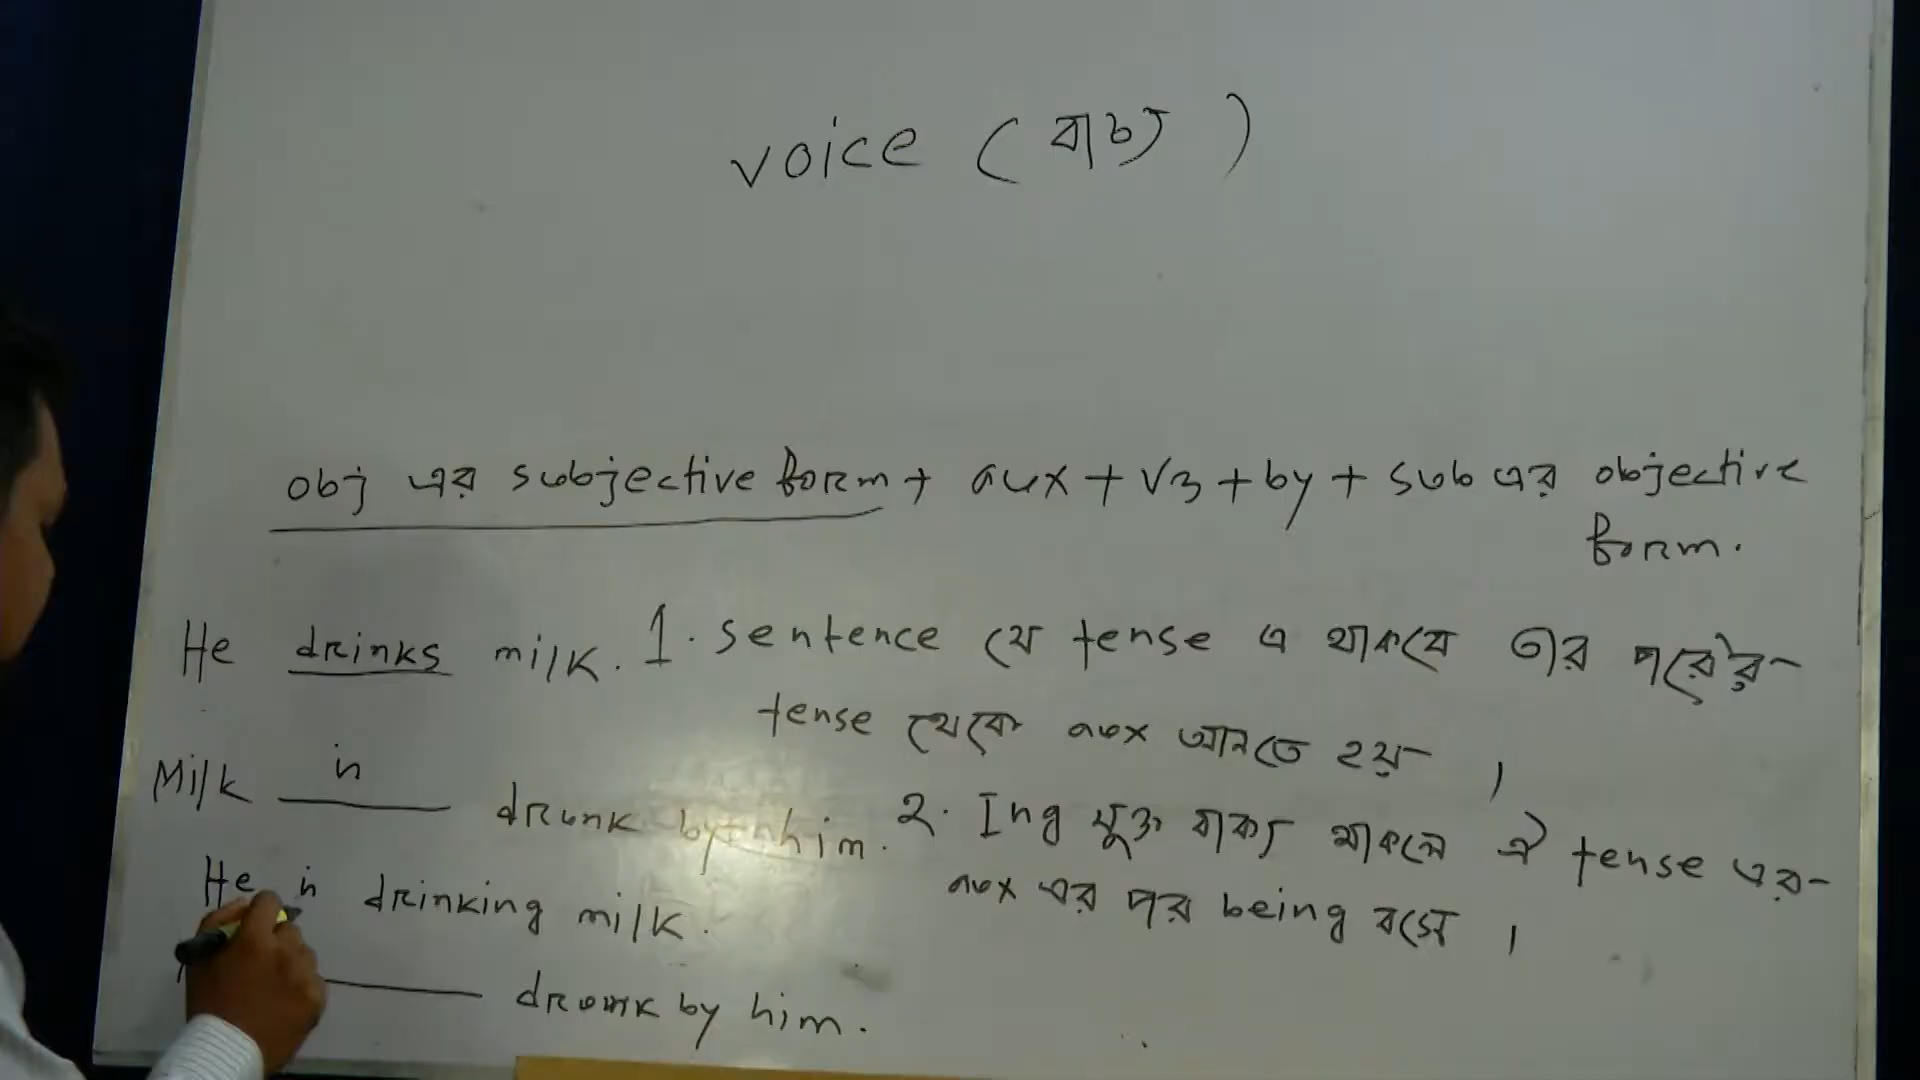 voice (বাচ্য)
obj এর subjective form + aux + V3 + by + sub এর objective
form.
He drinks milk.
1. sentence যে tense এ থাকবে তার পরের
tense থেকে aux আনতে হয় ।
Milk is drunk by him.
2. Ing যুক্ত বাক্য থাকলে ঐ tense এর
aux এর পর being বসে ।
He is drinking milk.
drunk by him.